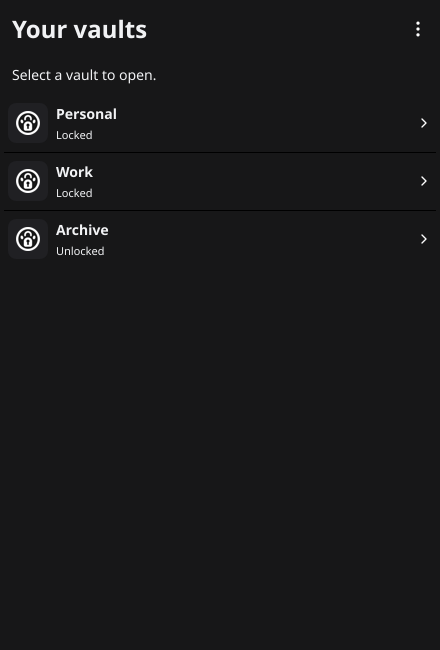 Your vaults
Select a vault to open.
Personal
Locked
Work
Locked
Archive
Unlocked